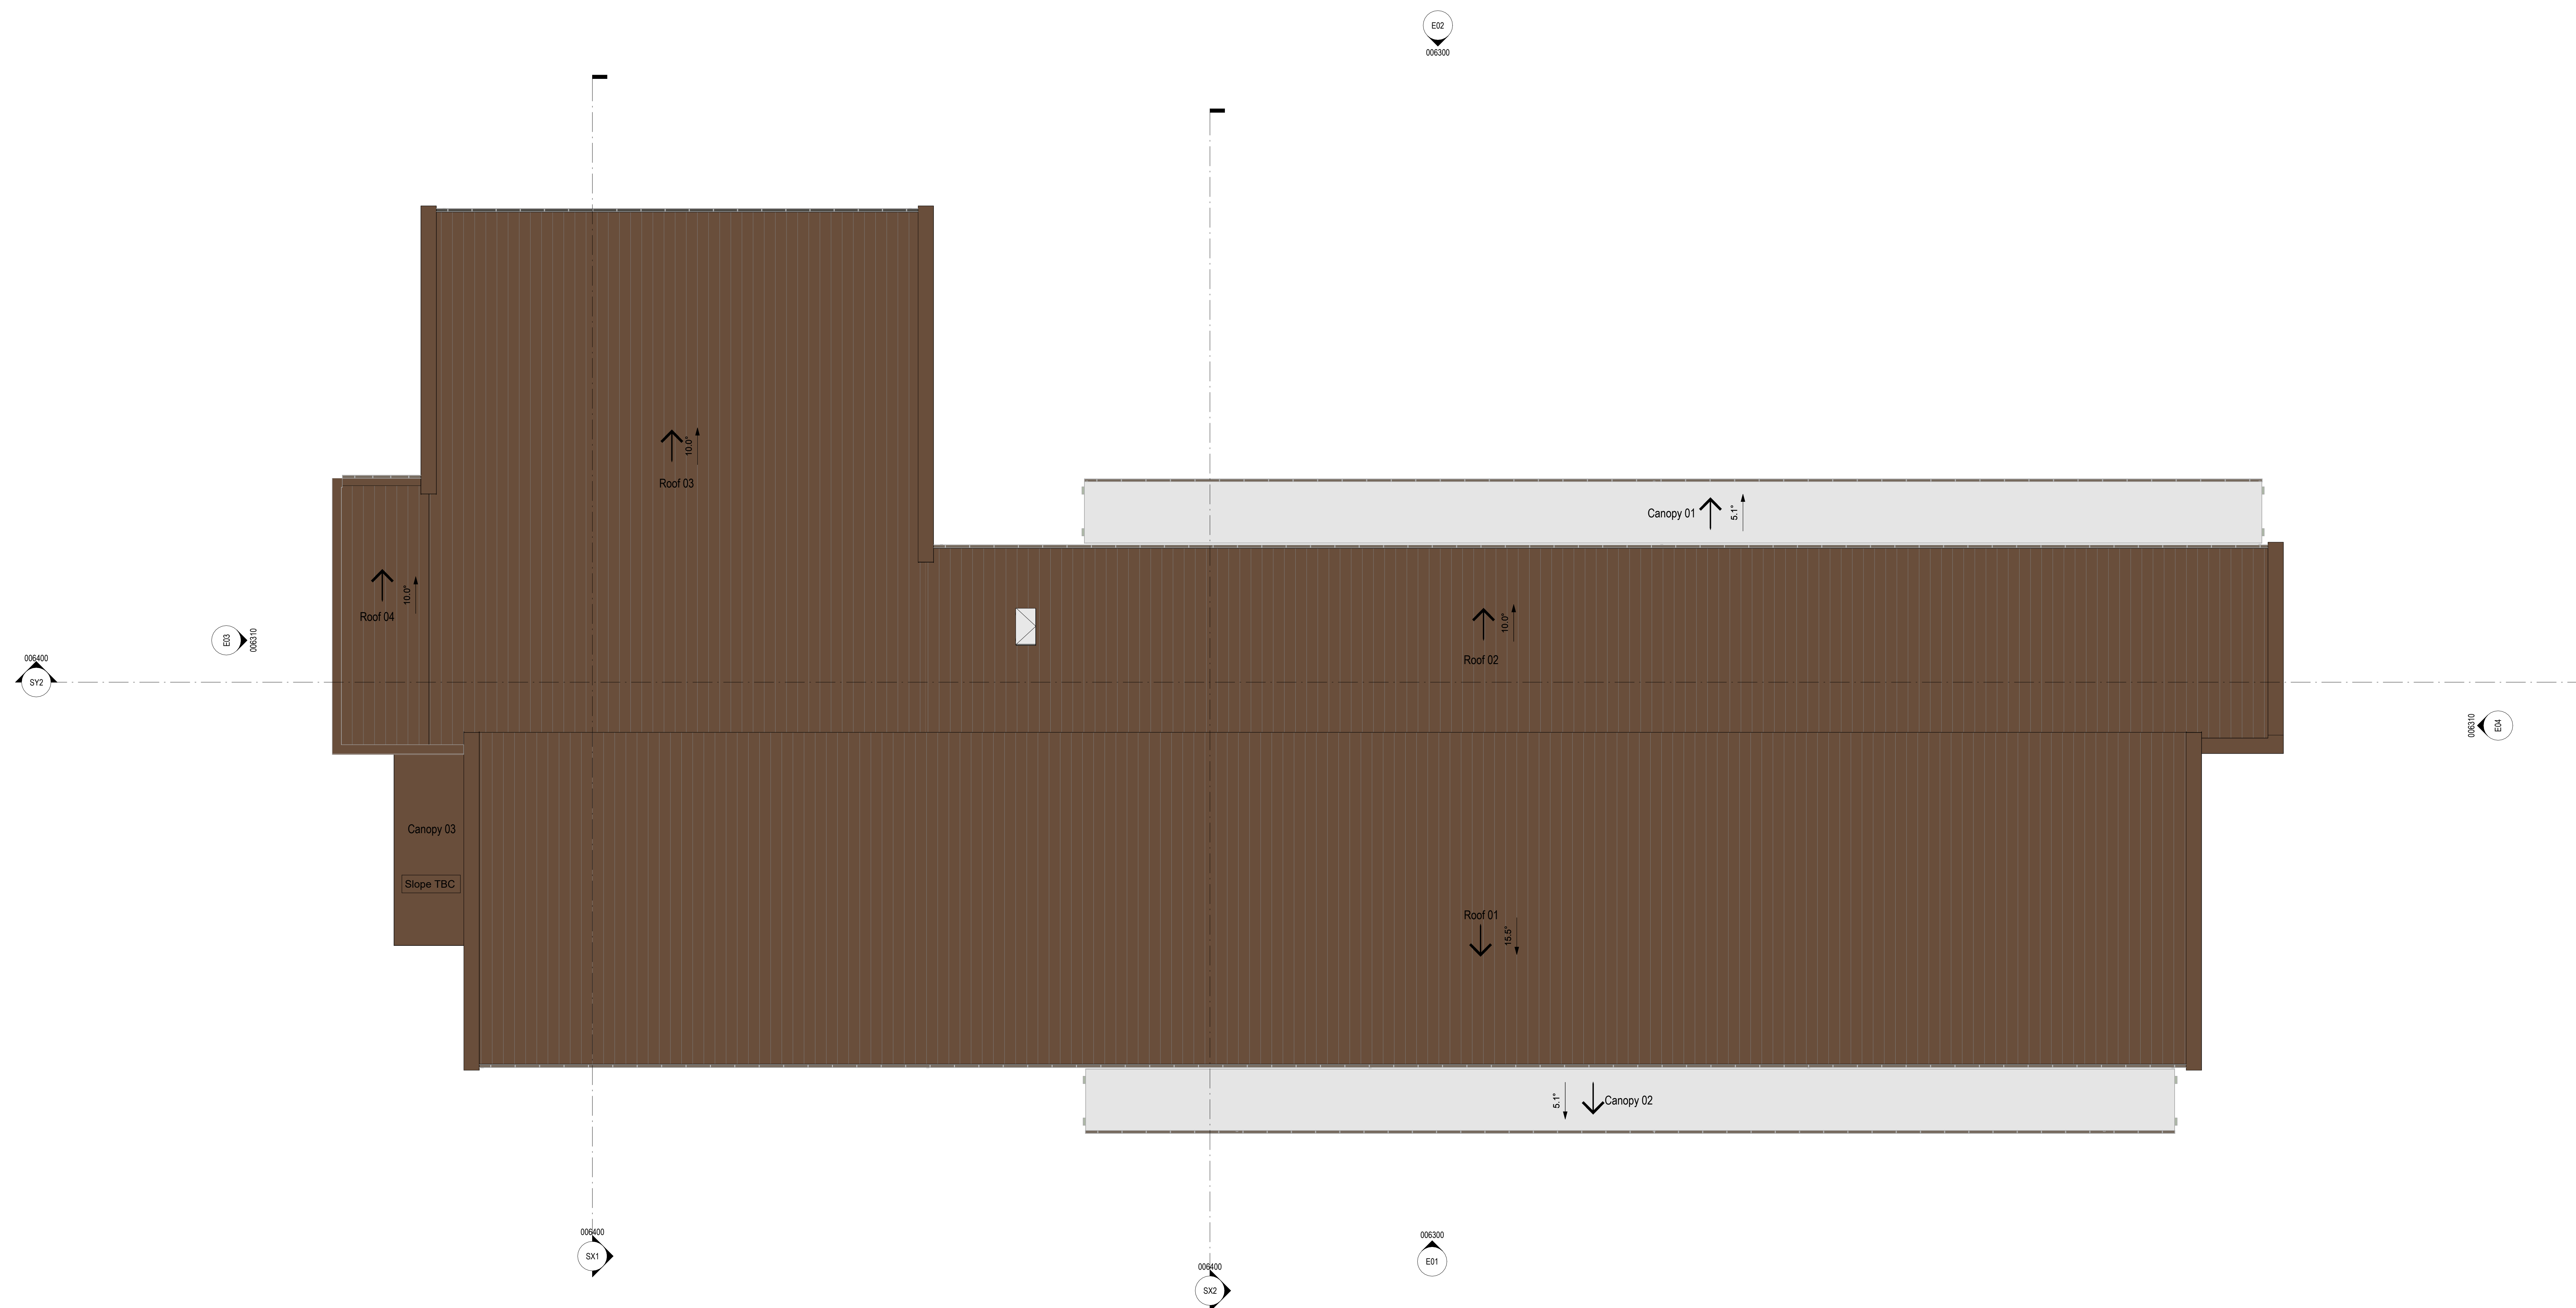 E02
006300
10.0°
Roof 03
Canopy 01
5.1°
10.0°
Roof 04
10.0°
Roof 02
E03
006310
006400
SY2
006310
E04
Canopy 03
Slope TBC
Roof 01
15.5°
5.1°
Canopy 02
006400
SX1
006300
E01
006400
SX2